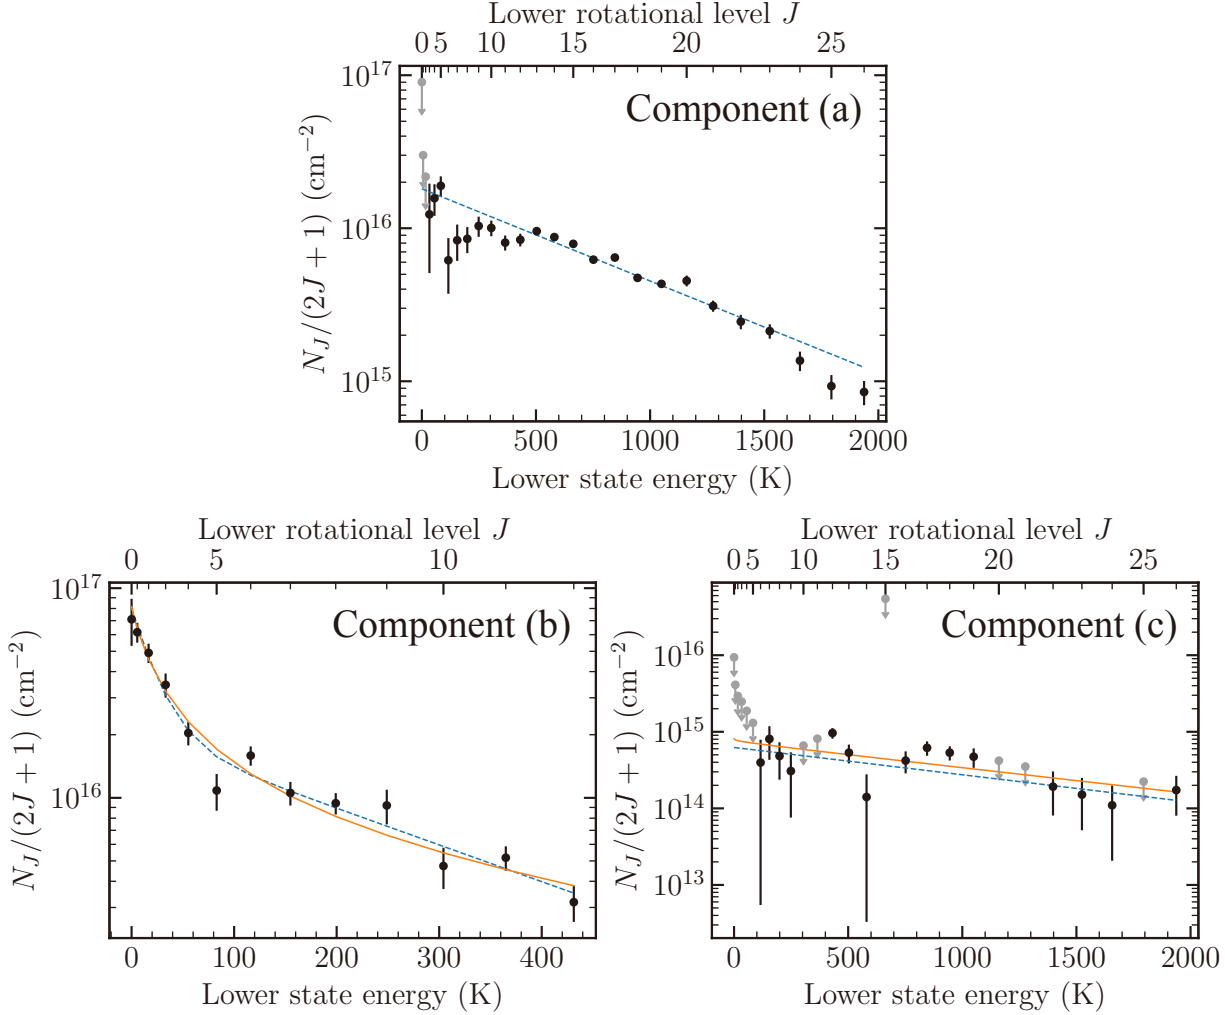 Lower rotational level J
0 5 10 15 20 25
Component (a)
10^17
10^16
10^15
N_J/(2J + 1) (cm^−2)
0 500 1000 1500 2000
Lower state energy (K)
Lower rotational level J
0 5 10
Component (b)
10^17
10^16
N_J/(2J + 1) (cm^−2)
0 100 200 300 400
Lower state energy (K)
Lower rotational level J
0 5 10 15 20 25
Component (c)
10^16
10^15
10^14
10^13
N_J/(2J + 1) (cm^−2)
0 500 1000 1500 2000
Lower state energy (K)